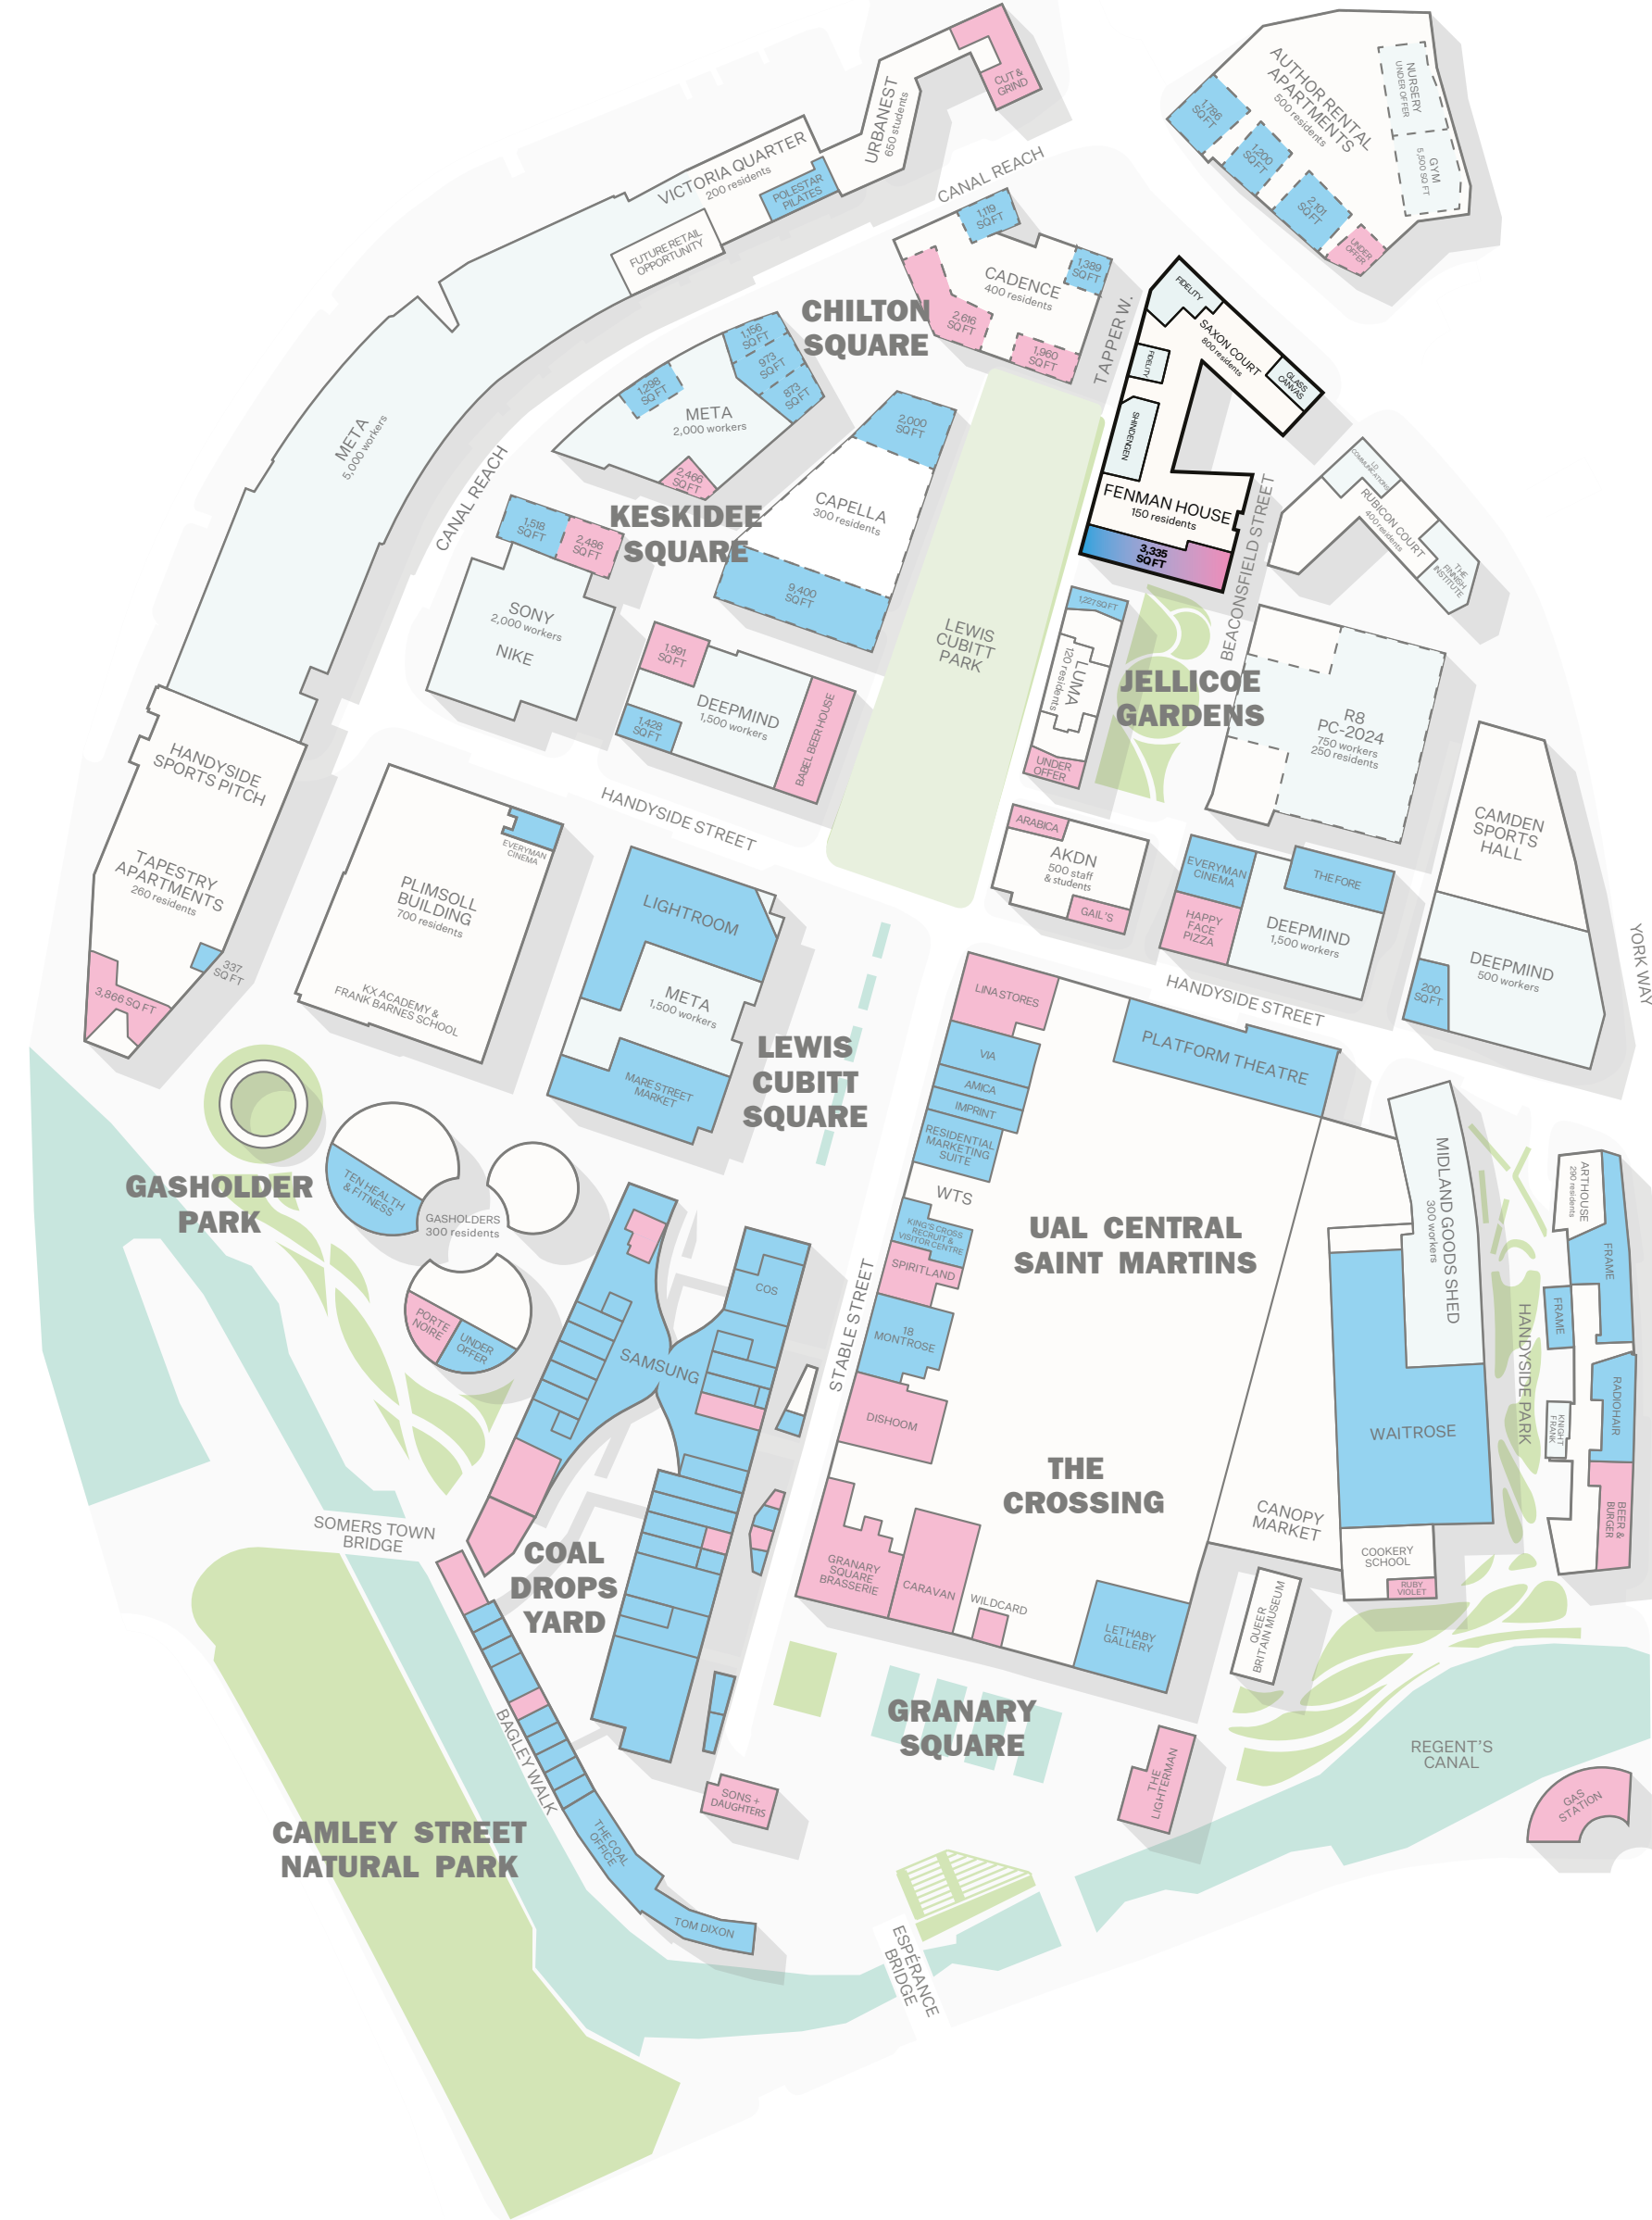 CUT &
GRIND
URBANEST
650 students
VICTORIA QUARTER
200 residents
POLESTAR
PILATES
FUTURE RETAIL
OPPORTUNITY
CANAL REACH
AUTHOR RENTAL
APARTMENTS
500 residents
NURSERY
UNDER OFFER
GYM
5,500 SQ FT
1,786
SQ FT
1,200
SQ FT
2,101
SQ FT
UNDER
OFFER
1,119
SQ FT
CADENCE
400 residents
1,389
SQ FT
2,616
SQ FT
1,960
SQ FT
TAPPER W.
CHILTON
SQUARE
FIDELITY
SAXON COURT
800 residents
FIDELITY
GLASS
CANVAS
SHINDENGEN
FENMAN HOUSE
150 residents
3,335
SQ FT
BEACONSFIELD STREET
I.D
COMMUNICATIONS
RUBICON COURT
400 residents
THE
FINNISH
INSTITUTE
META
5,000 workers
CANAL REACH
1,156
SQ FT
973
SQ FT
873
SQ FT
1,298
SQ FT
META
2,000 workers
2,466
SQ FT
2,000
SQ FT
CAPELLA
300 residents
9,400
SQ FT
KESKIDEE
SQUARE
1,518
SQ FT
2,486
SQ FT
SONY
2,000 workers
NIKE
1,991
SQ FT
DEEPMIND
1,500 workers
1,428
SQ FT
BABEL BEER HOUSE
LEWIS
CUBITT
PARK
1,227 SQ FT
LUMA
120 residents
UNDER
OFFER
JELLICOE
GARDENS
R8
PC-2024
750 workers
250 residents
CAMDEN
SPORTS
HALL
DEEPMIND
500 workers
200
SQ FT
YORK WAY
HANDYSIDE
SPORTS PITCH
TAPESTRY
APARTMENTS
260 residents
337
SQ FT
3,866 SQ FT
HANDYSIDE STREET
EVERYMAN
CINEMA
PLIMSOLL
BUILDING
700 residents
KX ACADEMY &
FRANK BARNES SCHOOL
LIGHTROOM
META
1,500 workers
MARE STREET
MARKET
ARABICA
AKDN
500 staff
& students
GAIL'S
EVERYMAN
CINEMA
THE FORE
HAPPY
FACE
PIZZA
DEEPMIND
1,500 workers
HANDYSIDE STREET
LEWIS
CUBITT
SQUARE
LINA STORES
VIA
AMICA
IMPRINT
RESIDENTIAL
MARKETING
SUITE
WTS
KING'S CROSS
RECRUIT &
VISITOR CENTRE
SPIRITLAND
18
MONTROSE
DISHOOM
PLATFORM THEATRE
UAL CENTRAL
SAINT MARTINS
THE
CROSSING
STABLE STREET
GRANARY
SQUARE
BRASSERIE
CARAVAN
WILDCARD
LETHABY
GALLERY
MIDLAND GOODS SHED
300 workers
WAITROSE
CANOPY
MARKET
COOKERY
SCHOOL
RUBY
VIOLET
QUEER
BRITAIN MUSEUM
HANDYSIDE PARK
ARTHOUSE
290 residents
FRAME
FRAME
RADIOHAIR
KNIGHT
FRANK
BEER &
BURGER
GASHOLDER
PARK
TEN HEALTH
& FITNESS
GASHOLDERS
300 residents
PORTE
NOIRE
UNDER
OFFER
COS
SAMSUNG
SOMERS TOWN
BRIDGE
COAL
DROPS
YARD
BAGLEY WALK
SONS +
DAUGHTERS
THE COAL
OFFICE
TOM DIXON
CAMLEY STREET
NATURAL PARK
GRANARY
SQUARE
THE
LIGHTERMAN
REGENT'S
CANAL
GAS
STATION
ESPÉRANCE
BRIDGE